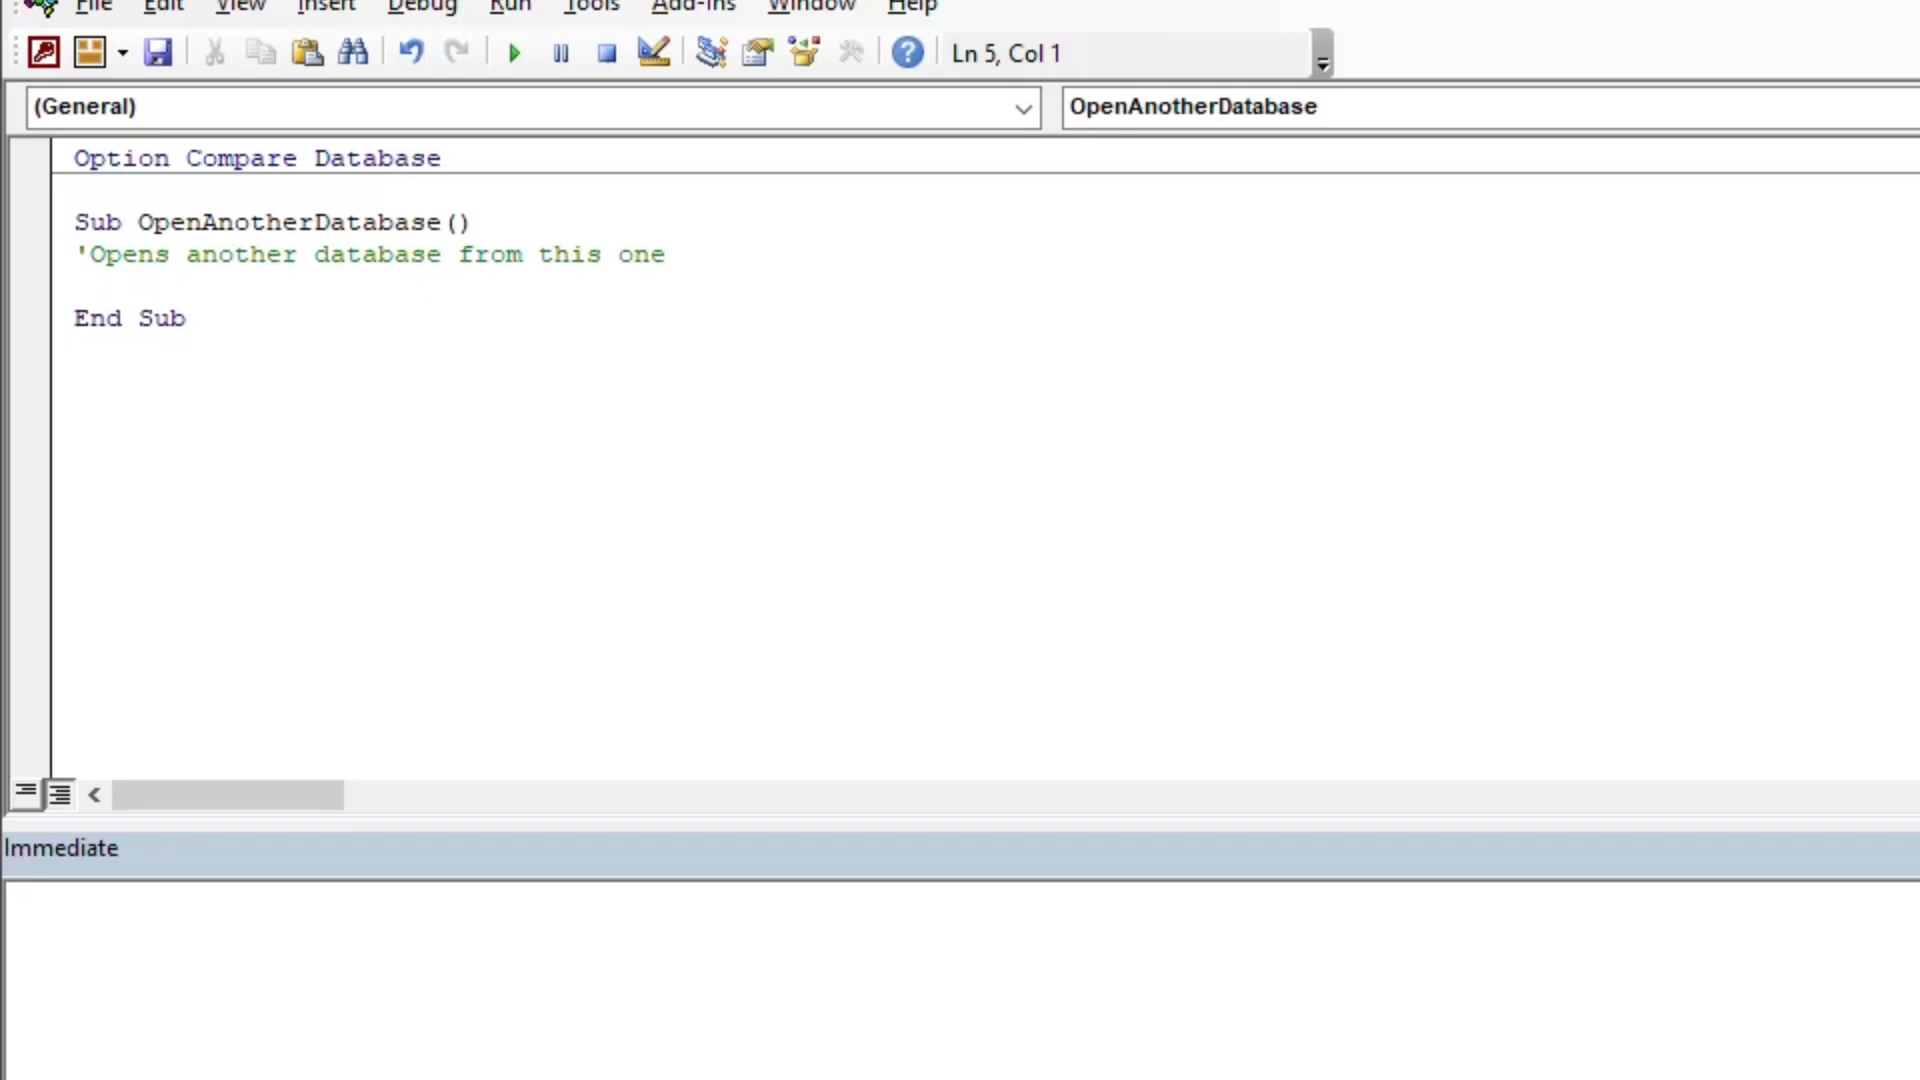 File Edit View Insert Debug Run Tools Add-Ins Window Help
Ln 5, Col 1
(General) OpenAnotherDatabase
Option Compare Database
Sub OpenAnotherDatabase()
'Opens another database from this one
End Sub
Immediate